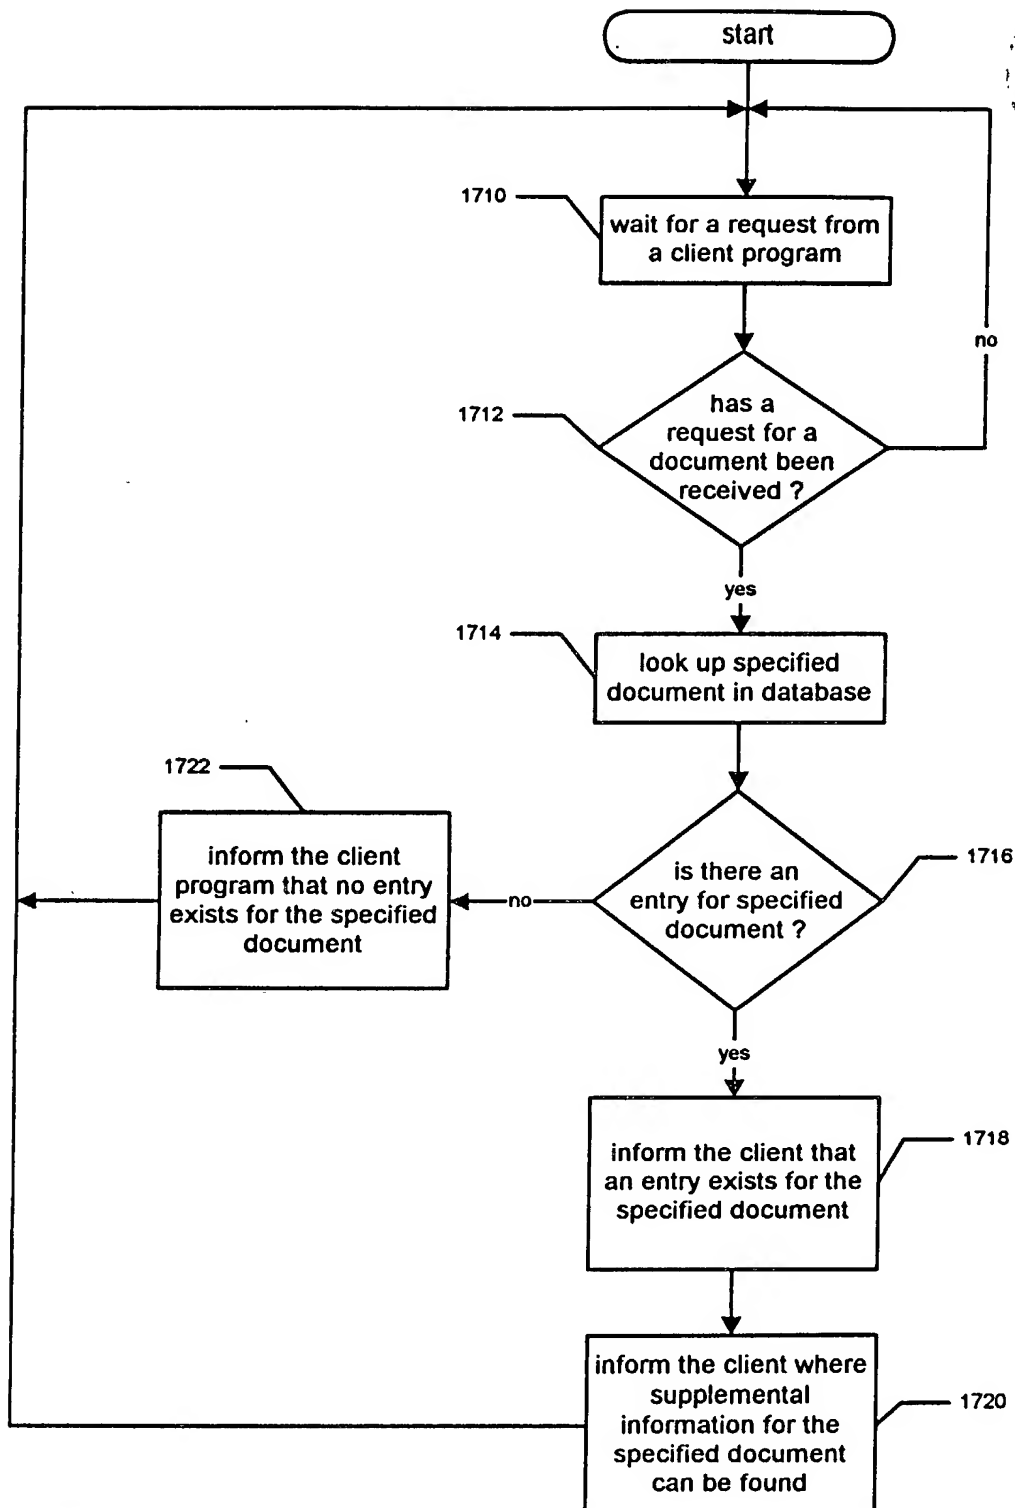 start
1710
wait for a request from
a client program
no
1712
has a
request for a
document been
received ?
yes
1714
look up specified
document in database
1722
inform the client
program that no entry
exists for the specified
document
no
is there an
entry for specified
document ?
1716
yes
inform the client that
an entry exists for the
specified document
1718
inform the client where
supplemental
information for the
specified document
can be found
1720